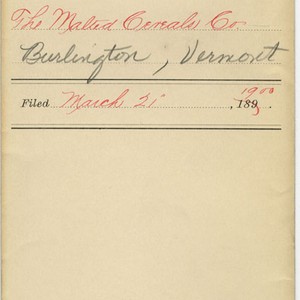 The Malted Cereals Co.
Burlington, Vermont
1900
Filed March 21 , 189 .